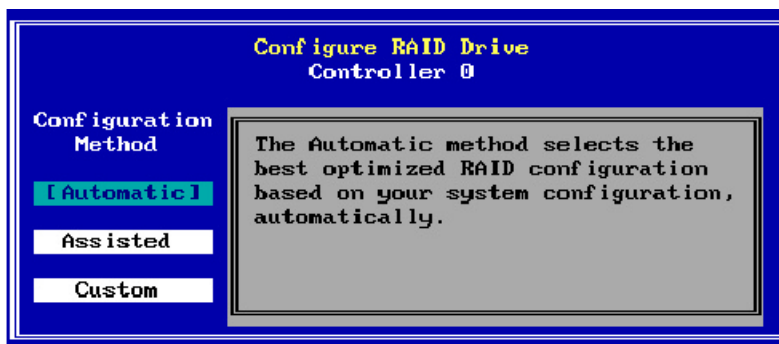 Configure RAID Drive
Controller 0
Configuration
Method
[Automatic]
Assisted
Custom
The Automatic method selects the
best optimized RAID configuration
based on your system configuration,
automatically.